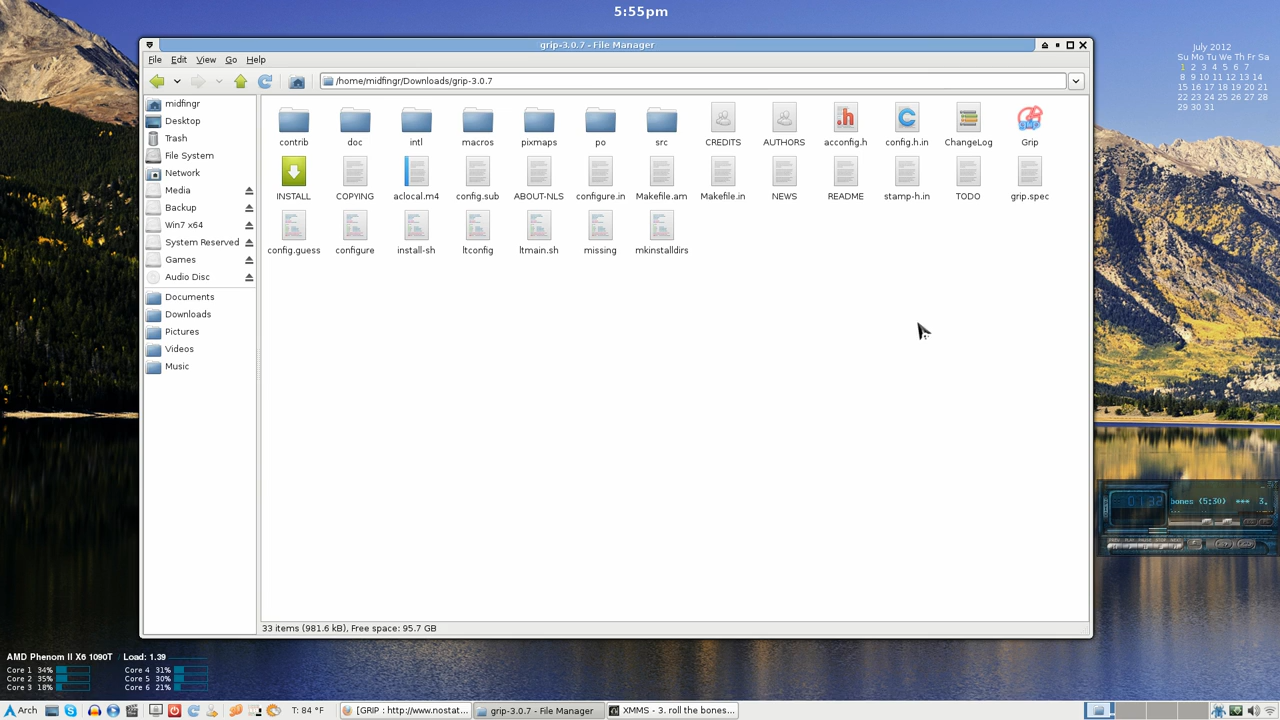 5:55pm
grip-3.0.7 - File Manager
July 2012
Su Mo Tu We Th Fr Sa
1 2 3 4 5 6 7
8 9 10 11 12 13 14
15 16 17 18 19 20 21
22 23 24 25 26 27 28
29 30 31
File Edit View Go Help
/home/midfingr/Downloads/grip-3.0.7
midfingr
Desktop
Trash
File System
Network
Media
Backup
Win7 x64
System Reserved
Games
Audio Disc
Documents
Downloads
Pictures
Videos
Music
contrib doc intl macros pixmaps po src CREDITS AUTHORS acconfig.h config.h.in ChangeLog Grip
INSTALL COPYING aclocal.m4 config.sub ABOUT-NLS configure.in Makefile.am Makefile.in NEWS README stamp-h.in TODO grip.spec
config.guess configure install-sh ltconfig ltmain.sh missing mkinstalldirs
bones (5:30) *** 3.
33 items (981.6 kB), Free space: 95.7 GB
AMD Phenom II X6 1090T / Load: 1.39
Core 1 34% Core 4 31%
Core 2 35% Core 5 30%
Core 3 18% Core 6 21%
Arch T: 84 °F [GRIP : http://www.nostat... grip-3.0.7 - File Manager XMMS - 3. roll the bones...